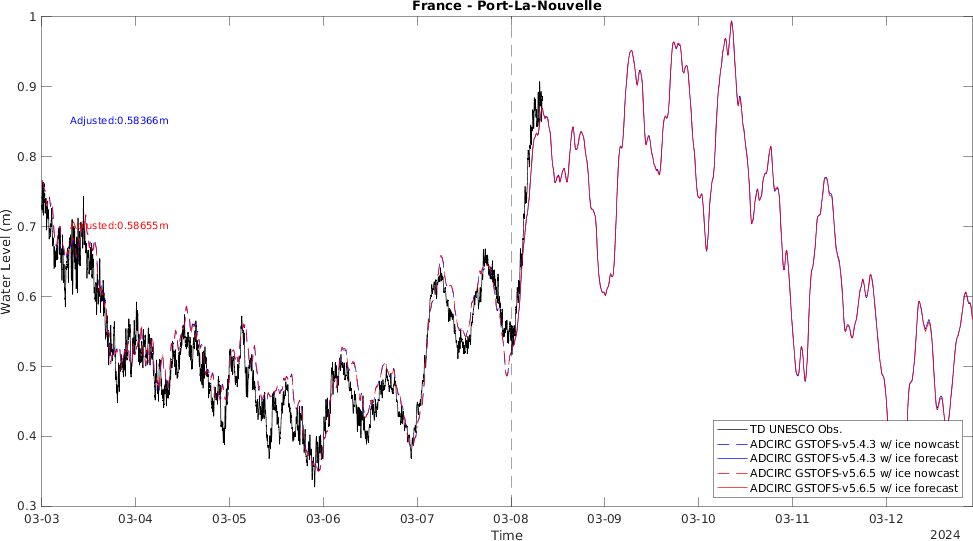 France - Port-La-Nouvelle
1
0.9
0.8
0.7
0.6
0.5
0.4
0.3
Water Level (m)
Adjusted:0.58366m
Adjusted:0.58655m
TD UNESCO Obs.
ADCIRC GSTOFS-v5.4.3 w/ ice nowcast
ADCIRC GSTOFS-v5.4.3 w/ ice forecast
ADCIRC GSTOFS-v5.6.5 w/ ice nowcast
ADCIRC GSTOFS-v5.6.5 w/ ice forecast
03-03 03-04 03-05 03-06 03-07 03-08 03-09 03-10 03-11 03-12
Time
2024